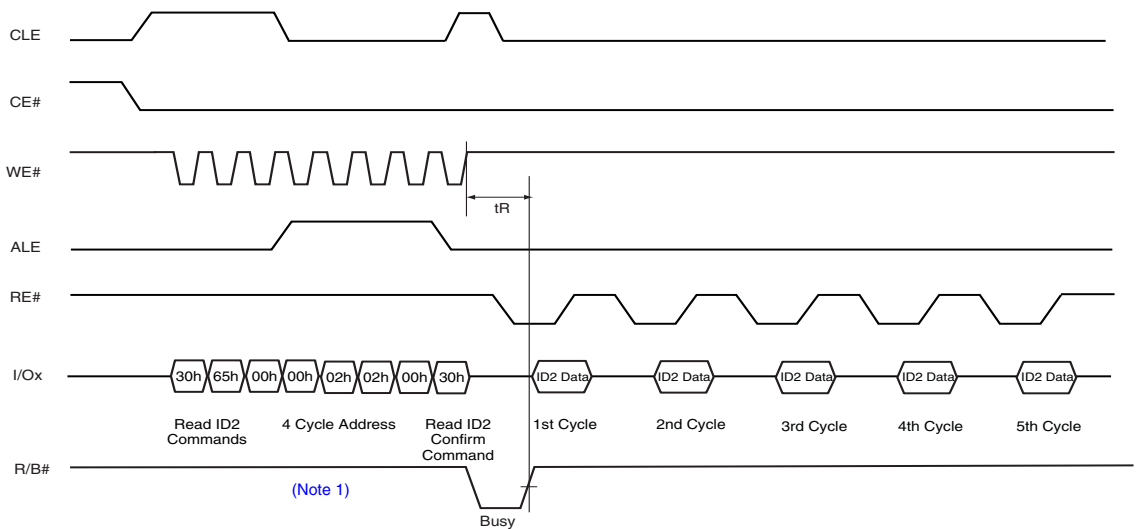 CLE
CE#
WE#
tR
ALE
RE#
I/Ox
30h 65h 00h 00h 02h 02h 00h 30h ID2 Data ID2 Data ID2 Data ID2 Data ID2 Data
Read ID2
Commands
4 Cycle Address
Read ID2
Confirm
Command
1st Cycle
2nd Cycle
3rd Cycle
4th Cycle
5th Cycle
R/B#
(Note 1)
Busy